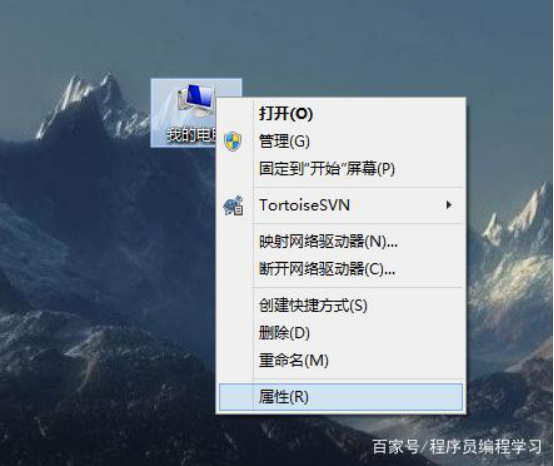 我的电脑
打开(O)
管理(G)
固定到"开始"屏幕(P)
TortoiseSVN
映射网络驱动器(N)...
断开网络驱动器(C)...
创建快捷方式(S)
删除(D)
重命名(M)
属性(R)
百家号/程序员编程学习